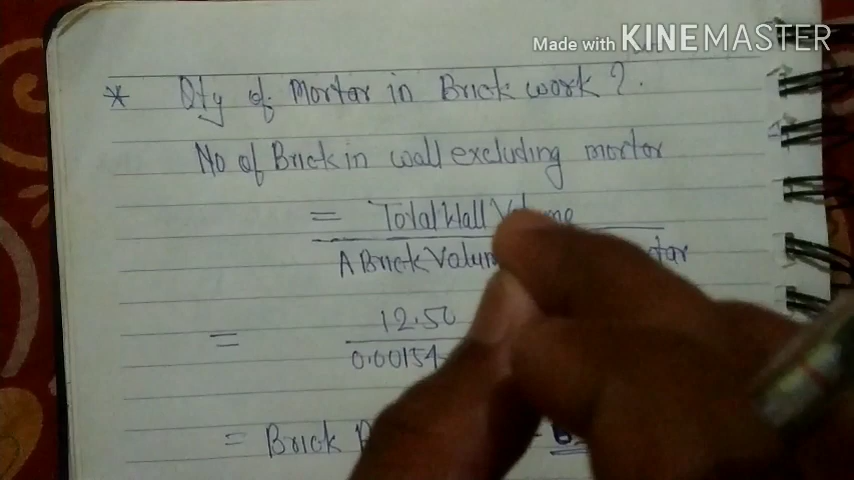 Made with KINEMASTER
* Qty of Mortar in Brick work ?
No of Brick in wall excluding mortar
= Total Wall
A Brick
= 12.50
0.00154
= Brick